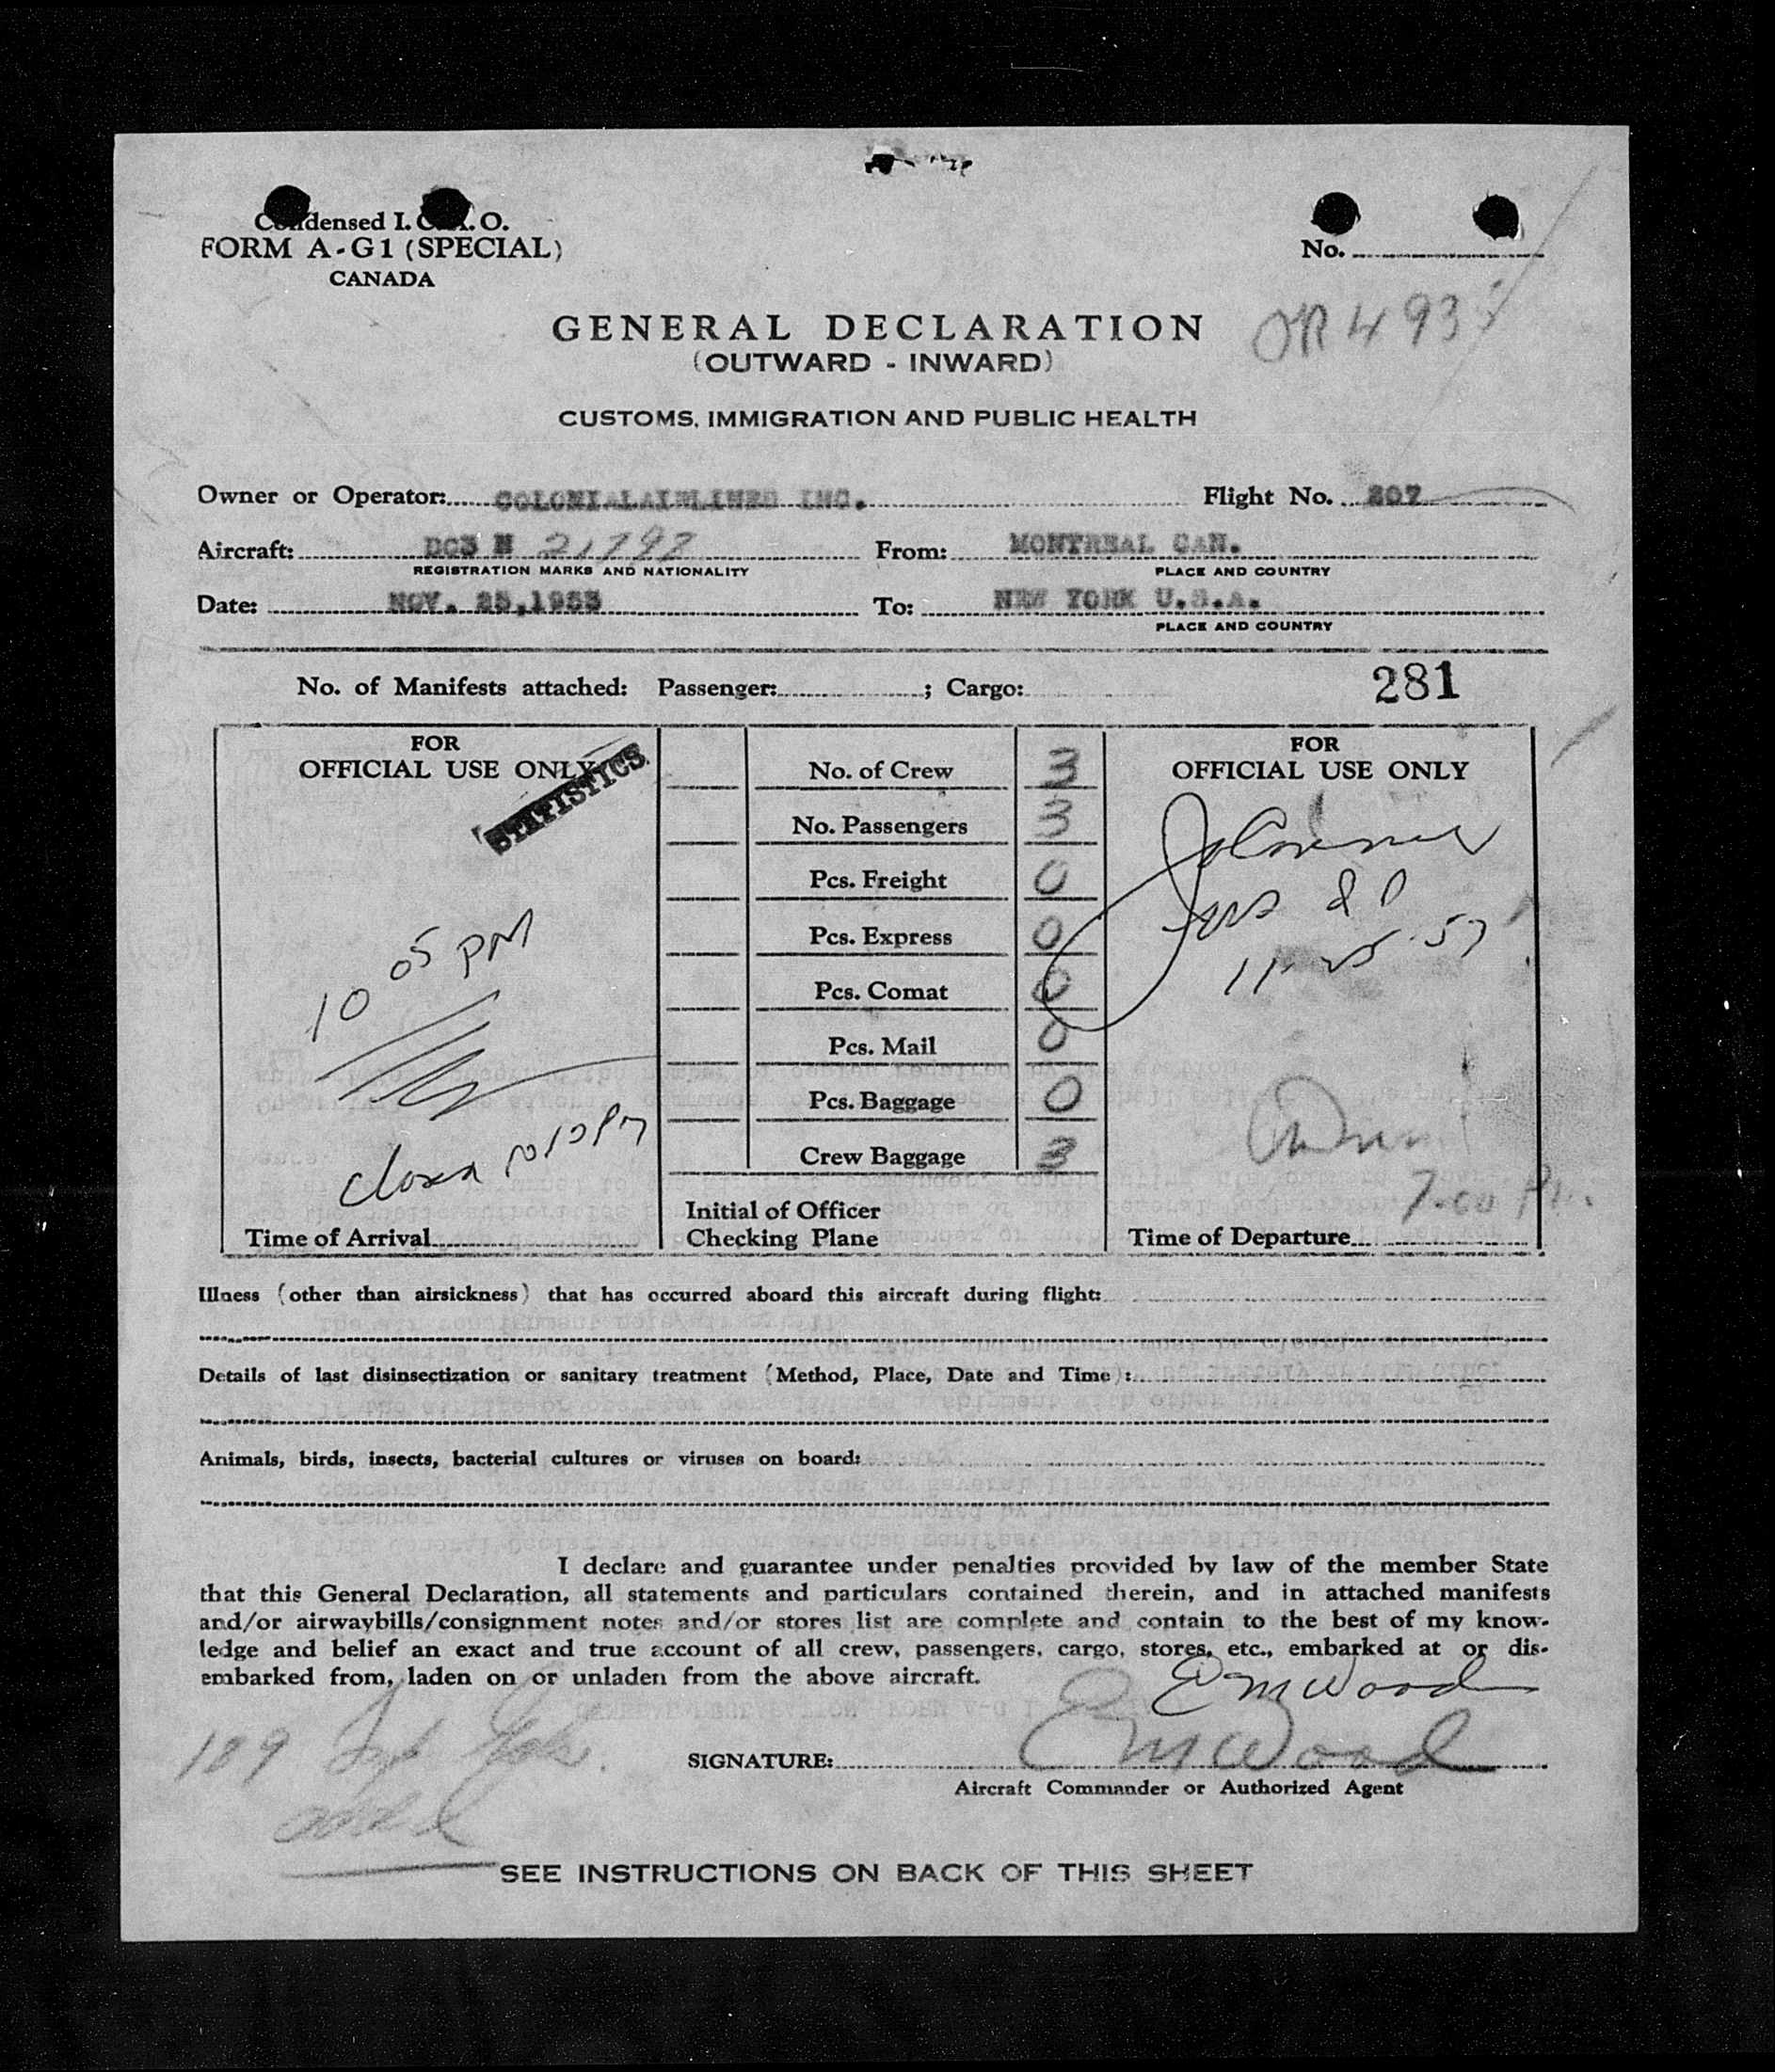 Condensed I. C. A. O.
FORM A-G1 (SPECIAL)
CANADA
No.
GENERAL DECLARATION
(OUTWARD - INWARD)
CUSTOMS, IMMIGRATION AND PUBLIC HEALTH
Owner or Operator: COLONIALAIRLINES INC. Flight No. 207
Aircraft: DC3 N 21797 From: MONTREAL CAN.
REGISTRATION MARKS AND NATIONALITY PLACE AND COUNTRY
Date: NOV. 25,1953 To: NEW YORK U.S.A.
PLACE AND COUNTRY
No. of Manifests attached: Passenger: ; Cargo: 281
FOR
OFFICIAL USE ONLY
STATISTICS
10 05 PM
Time of Arrival
No. of Crew 3
No. Passengers 3
Pcs. Freight 0
Pcs. Express 0
Pcs. Comat 0
Pcs. Mail 0
Pcs. Baggage 0
Crew Baggage 3
Initial of Officer
Checking Plane
FOR
OFFICIAL USE ONLY
7-00 PM.
Time of Departure
Illness (other than airsickness) that has occurred aboard this aircraft during flight:
Details of last disinsectization or sanitary treatment (Method, Place, Date and Time):
Animals, birds, insects, bacterial cultures or viruses on board:
I declare and guarantee under penalties provided by law of the member State
that this General Declaration, all statements and particulars contained therein, and in attached manifests
and/or airwaybills/consignment notes and/or stores list are complete and contain to the best of my know-
ledge and belief an exact and true account of all crew, passengers, cargo, stores, etc., embarked at or dis-
embarked from, laden on or unladen from the above aircraft.
EMWood
SIGNATURE: EMWood
Aircraft Commander or Authorized Agent
SEE INSTRUCTIONS ON BACK OF THIS SHEET